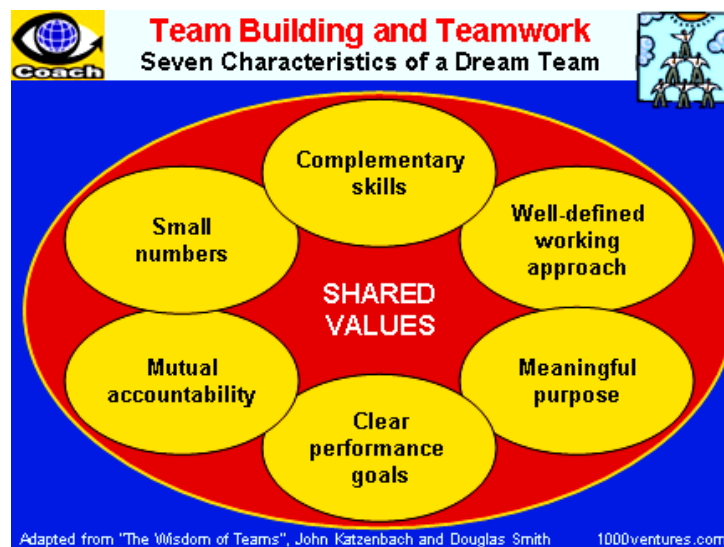 Coach
Team Building and Teamwork
Seven Characteristics of a Dream Team
Complementary
skills
Well-defined
working
approach
Meaningful
purpose
Clear
performance
goals
Mutual
accountability
Small
numbers
SHARED
VALUES
Adapted from "The Wisdom of Teams", John Katzenbach and Douglas Smith
1000ventures.com